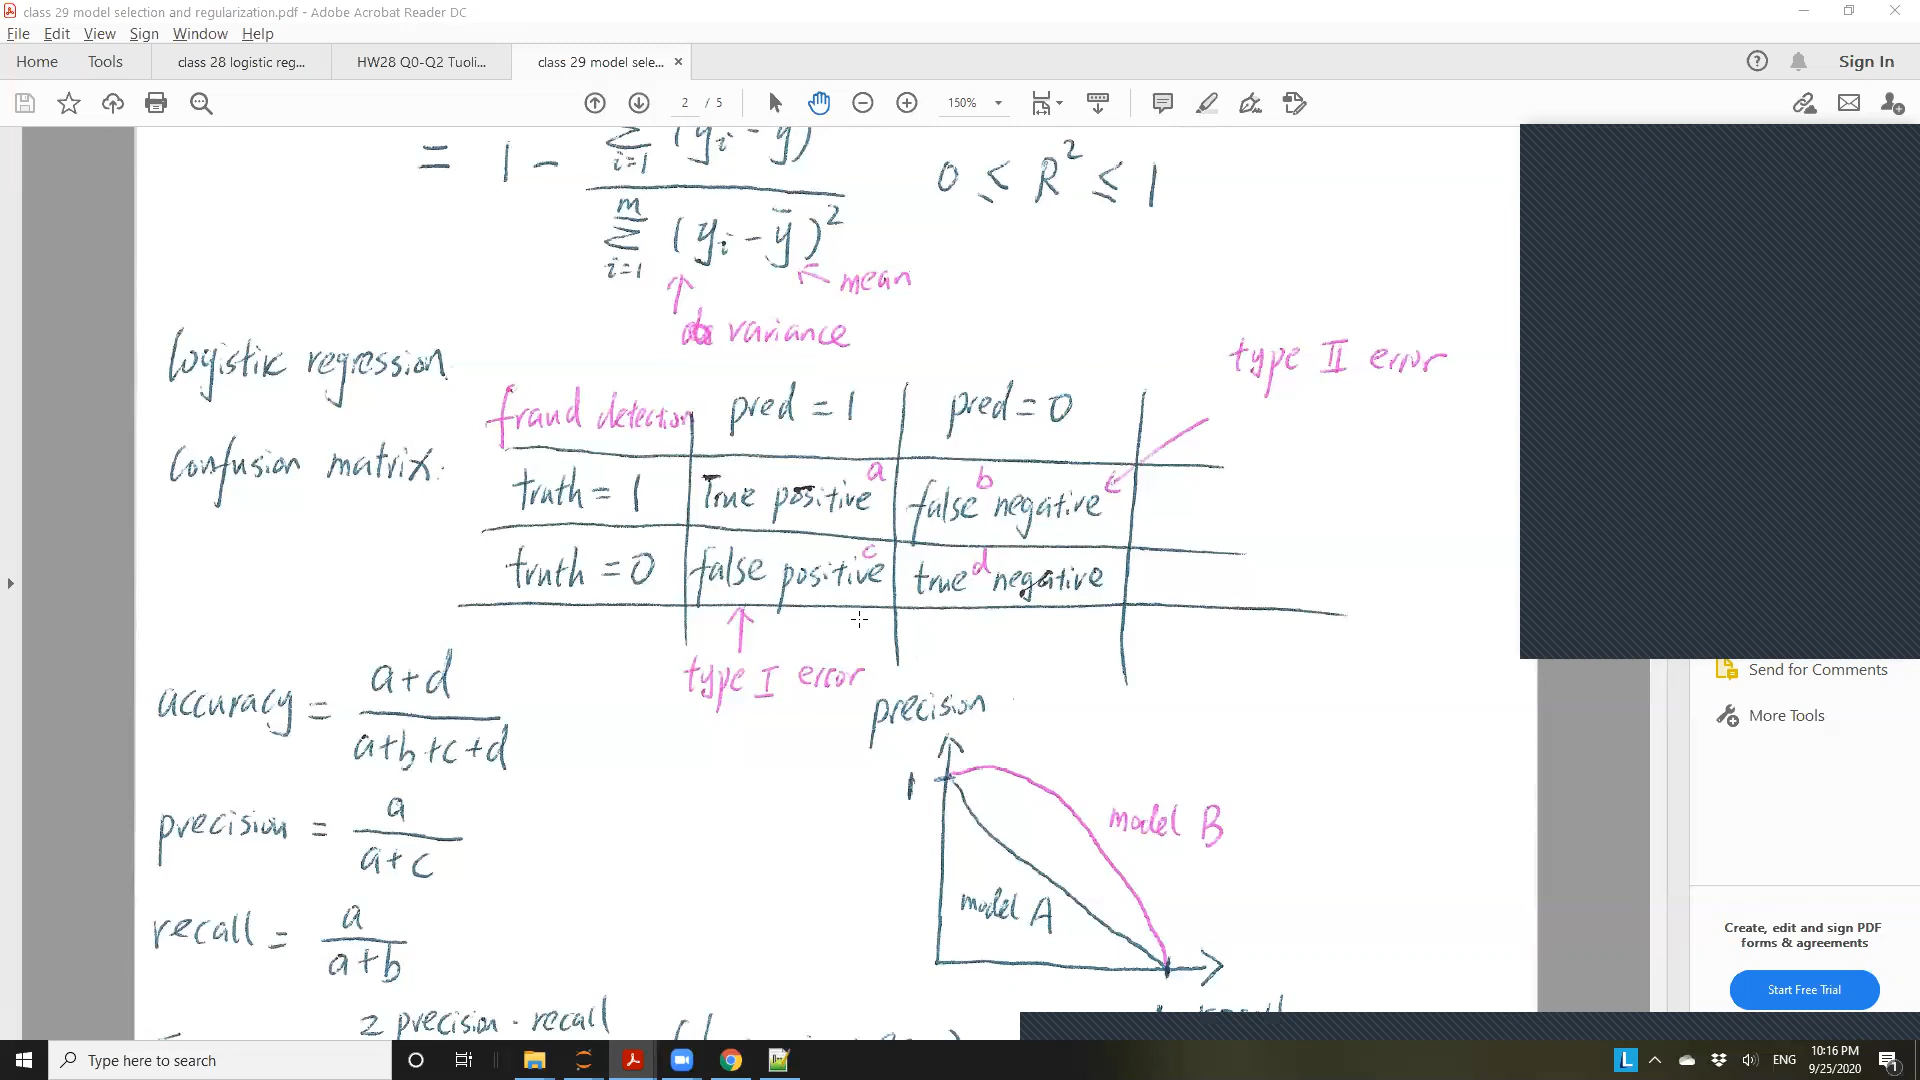 class 29 model selection and regularization.pdf - Adobe Acrobat Reader DC
File Edit View Sign Window Help
Home Tools class 28 logistic reg... HW28 Q0-Q2 Tuoli... class 29 model sele... ×
Sign In
2 / 5 150%
= 1 - Σ i=1 (yi - ŷ)
0 ≤ R² ≤ 1
m Σ i=1 (yi - ȳ)²
mean
variance
type II error
logistic regression
fraud detection pred = 1 pred = 0
confusion matrix:
truth = 1 True positive a false negative b
truth = 0 false positive c true negative d
type I error
accuracy = a+d / a+b+c+d
precision
1
model B
precision = a / a+c
model A
recall = a / a+b
2 precision · recall
Send for Comments
More Tools
Create, edit and sign PDF
forms & agreements
Start Free Trial
Type here to search
L
ENG
10:16 PM
9/25/2020